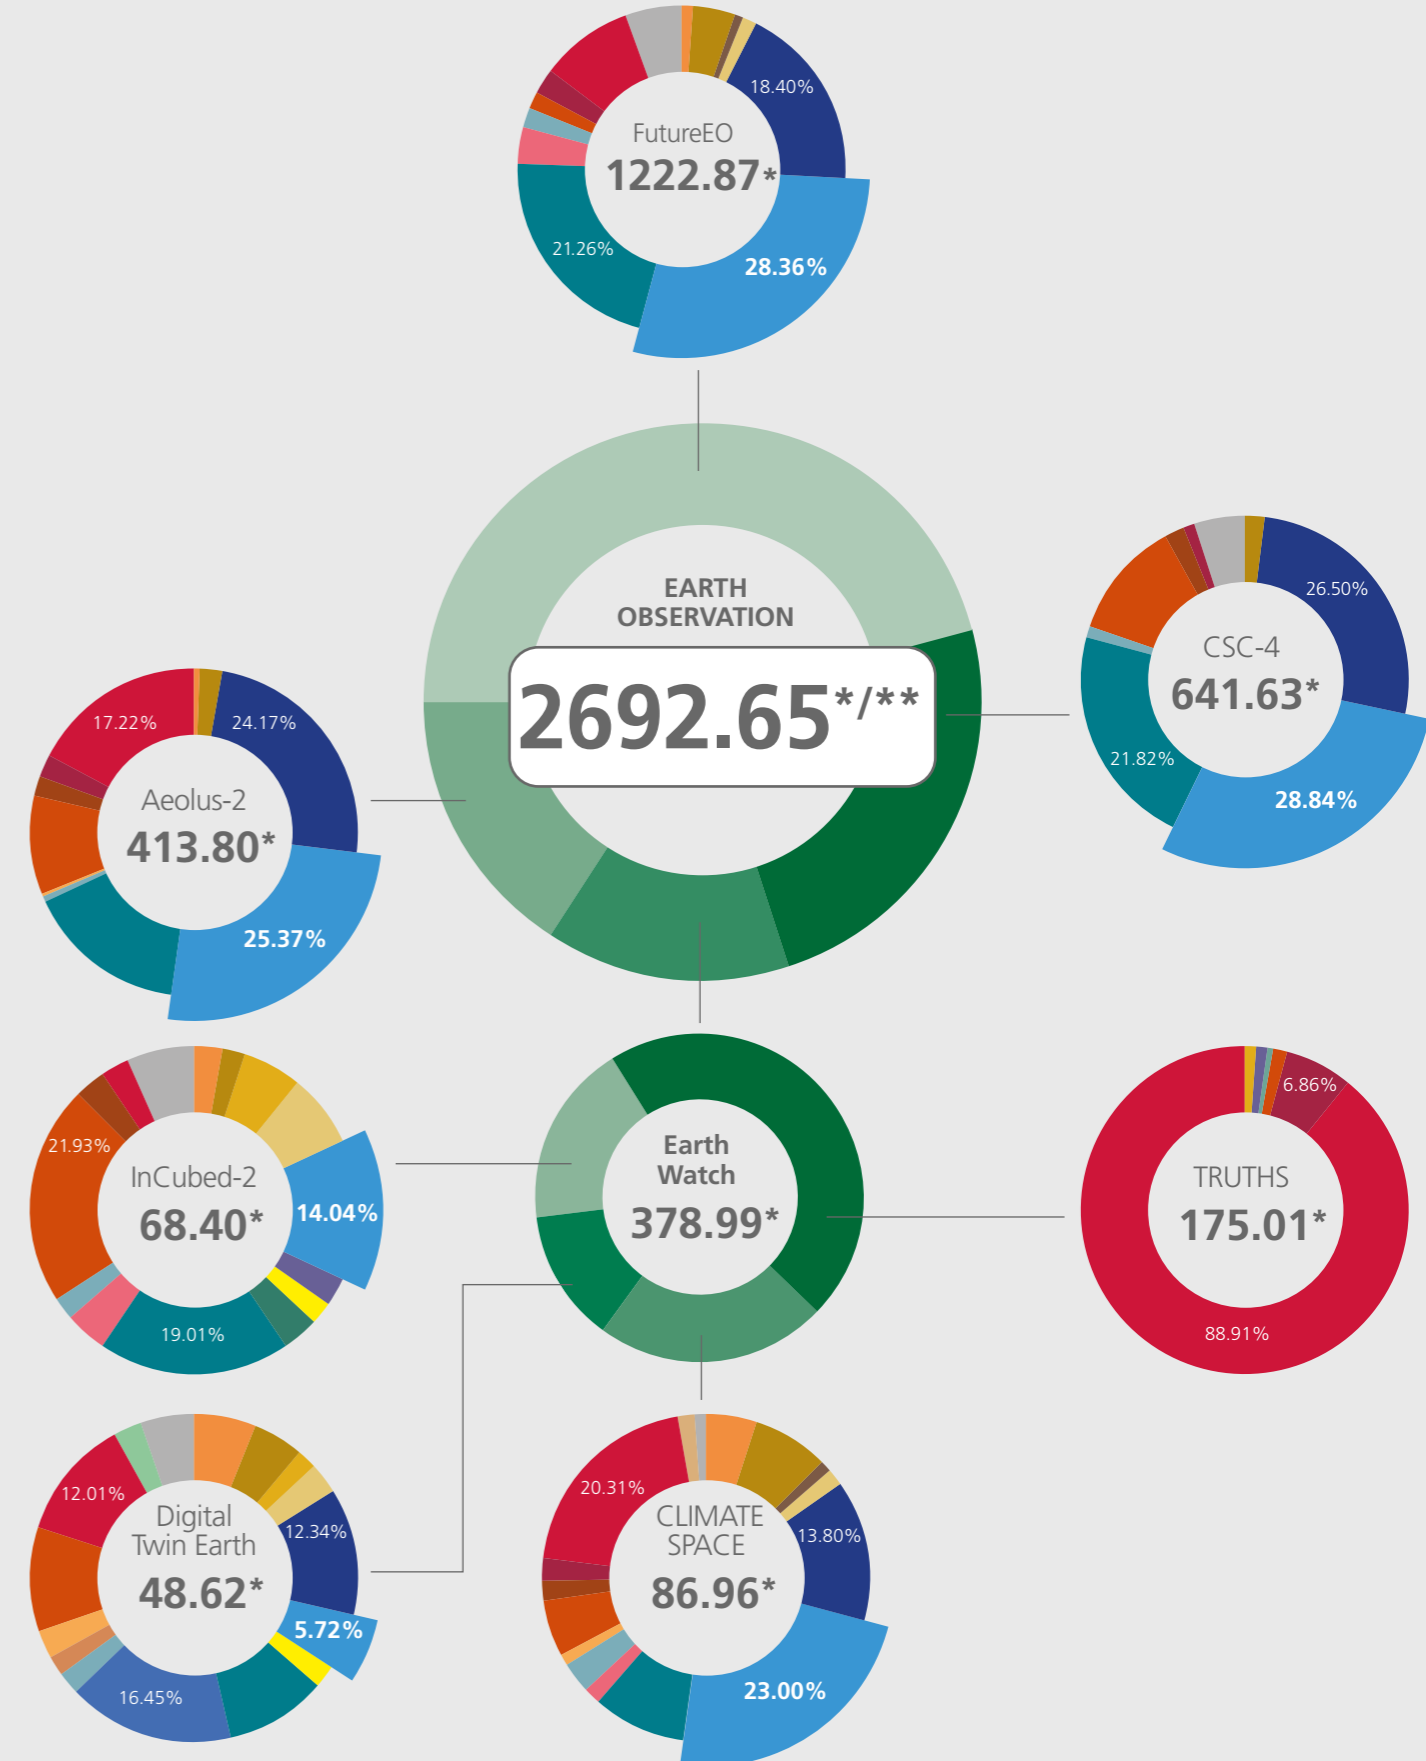 18.40%
FutureEO
1222.87*
21.26%
28.36%
EARTH
OBSERVATION
2692.65*/**
26.50%
CSC-4
641.63*
21.82%
28.84%
17.22%
24.17%
Aeolus-2
413.80*
25.37%
21.93%
InCubed-2
68.40*
14.04%
19.01%
Earth
Watch
378.99*
6.86%
TRUTHS
175.01*
88.91%
12.01%
Digital
Twin Earth
12.34%
48.62*
5.72%
16.45%
20.31%
CLIMATE
SPACE
13.80%
86.96*
23.00%